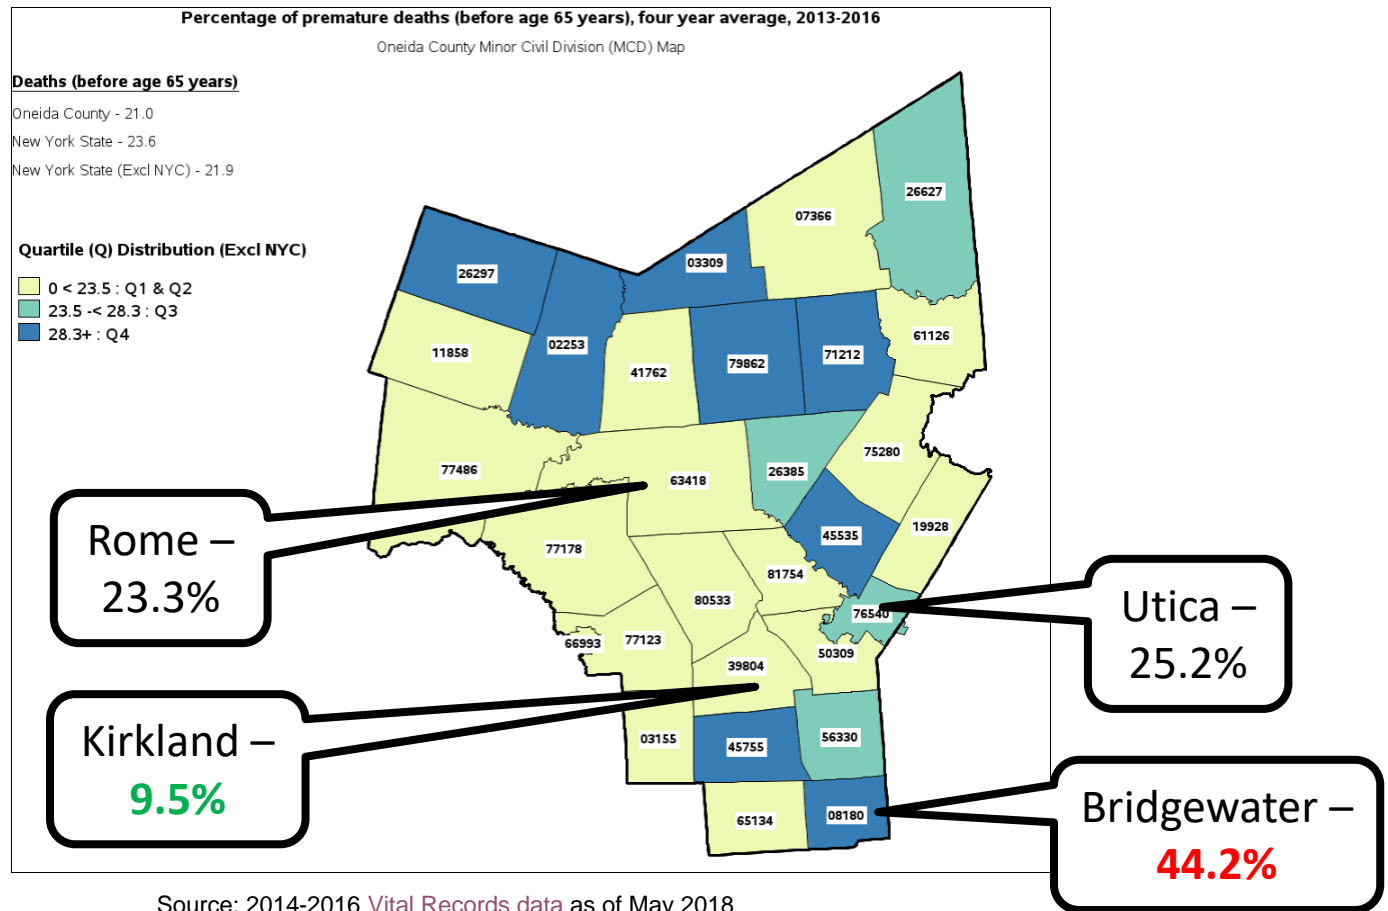 Percentage of premature deaths (before age 65 years), four year average, 2013-2016
Oneida County Minor Civil Division (MCD) Map
Deaths (before age 65 years)
Oneida County - 21.0
New York State - 23.6
New York State (Excl NYC) - 21.9
Quartile (Q) Distribution (Excl NYC)
0 < 23.5 : Q1 & Q2
23.5 -< 28.3 : Q3
28.3+ : Q4
26627
07366
03309
26297
61126
02253
11858
71212
79862
41762
75280
77486
26385
63418
19928
45535
77178
81754
80533
76540
77123
66993
50309
39804
56330
03155
45755
08180
65134
Rome –
23.3%
Utica –
25.2%
Kirkland –
9.5%
Bridgewater –
44.2%
Source: 2014-2016 Vital Records data as of May 2018